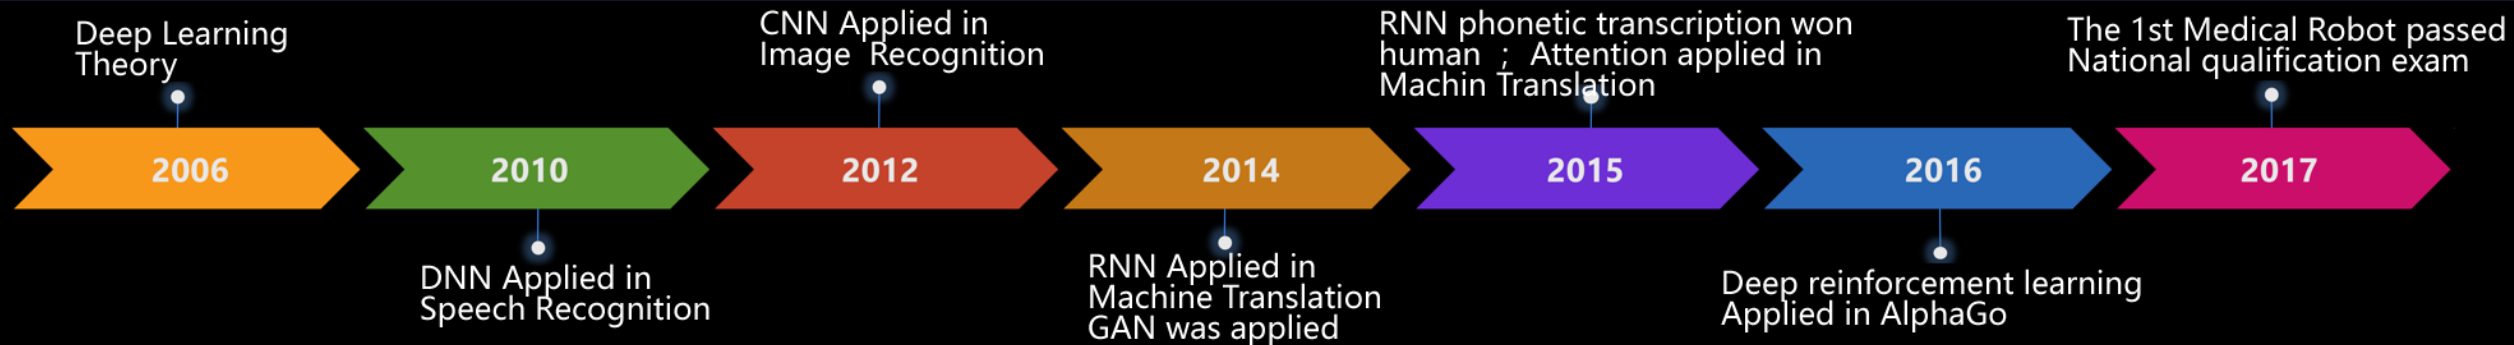 Deep Learning
Theory
CNN Applied in
Image Recognition
RNN phonetic transcription won
human ； Attention applied in
Machin Translation
The 1st Medical Robot passed
National qualification exam
2006
2010
2012
2014
2015
2016
2017
DNN Applied in
Speech Recognition
RNN Applied in
Machine Translation
GAN was applied
Deep reinforcement learning
Applied in AlphaGo